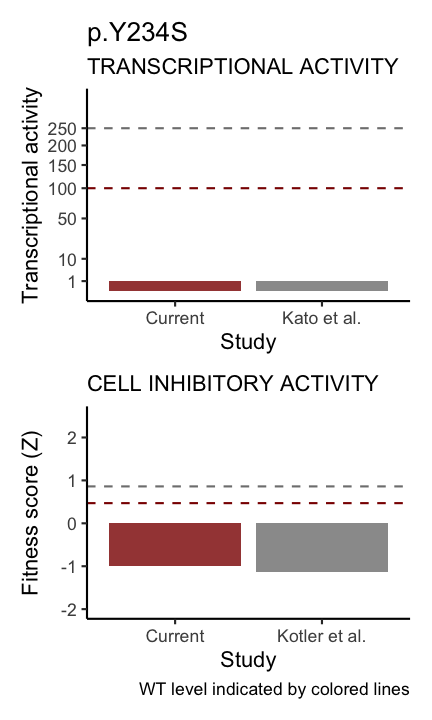 p.Y234S
TRANSCRIPTIONAL ACTIVITY
Transcriptional activity
250
200
150
100
50
10
1
Current
Kato et al.
Study
CELL INHIBITORY ACTIVITY
Fitness score (Z)
2
1
0
-1
-2
Current
Kotler et al.
Study
WT level indicated by colored lines